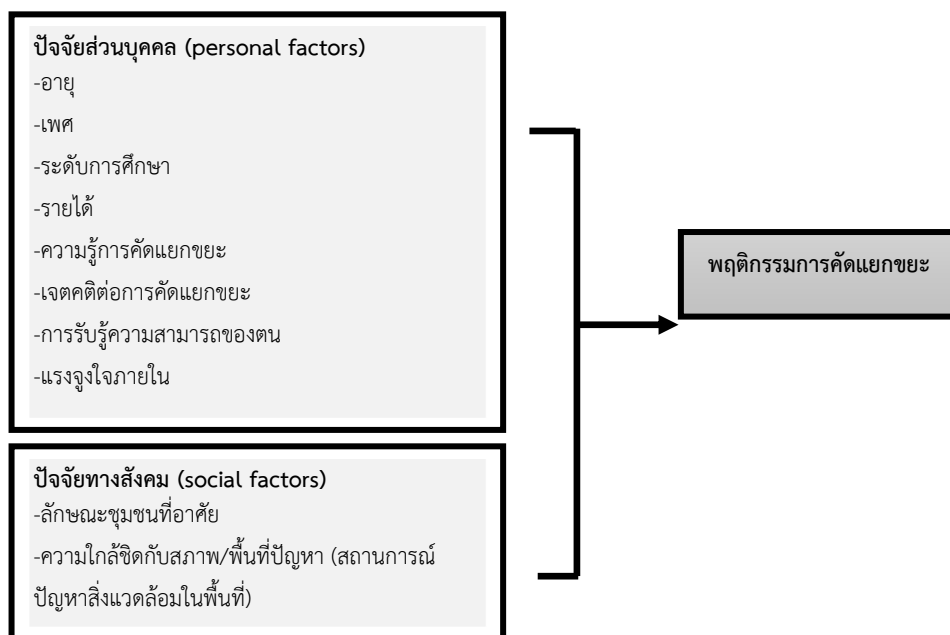 ปัจจัยส่วนบุคคล (personal factors)
-อายุ
-เพศ
-ระดับการศึกษา
-รายได้
-ความรู้การคัดแยกขยะ
-เจตคติต่อการคัดแยกขยะ
-การรับรู้ความสามารถของตน
-แรงจูงใจภายใน
พฤติกรรมการคัดแยกขยะ
ปัจจัยทางสังคม (social factors)
-ลักษณะชุมชนที่อาศัย
-ความใกล้ชิดกับสภาพ/พื้นที่ปัญหา (สถานการณ์
ปัญหาสิ่งแวดล้อมในพื้นที่)